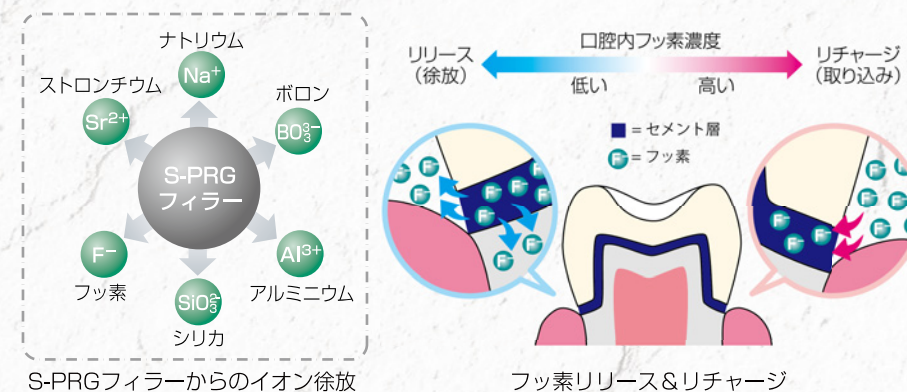 ナトリウム
Na⁺
ストロンチウム
Sr²⁺
ボロン
BO₃³⁻
S-PRG
フィラー
F⁻
フッ素
Al³⁺
アルミニウム
SiO₃²⁻
シリカ
S-PRGフィラーからのイオン徐放
リリース
（徐放）
口腔内フッ素濃度
低い
高い
リチャージ
（取り込み）
= セメント層
F⁻ = フッ素
F⁻ F⁻ F⁻ F⁻ F⁻ F⁻ F⁻ F⁻ F⁻
F⁻ F⁻ F⁻ F⁻ F⁻ F⁻
フッ素リリース＆リチャージ